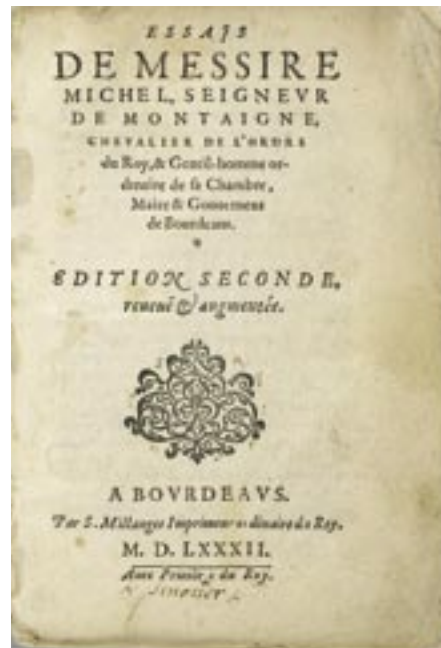 ESSAIS
DE MESSIRE
MICHEL, SEIGNEVR
DE MONTAIGNE,
CHEVALIER DE L'ORDRE
du Roy, & Gentil-homme or-
dinaire de sa Chambre,
Maire & Gouuerneur
de Bourdeaus.
EDITION SECONDE,
reueuë & augmentée.
A BOVRDEAVS.
Par S. Millanges Imprimeur ordinaire du Roy.
M. D. LXXXII.
Auec Priuilege du Roy.